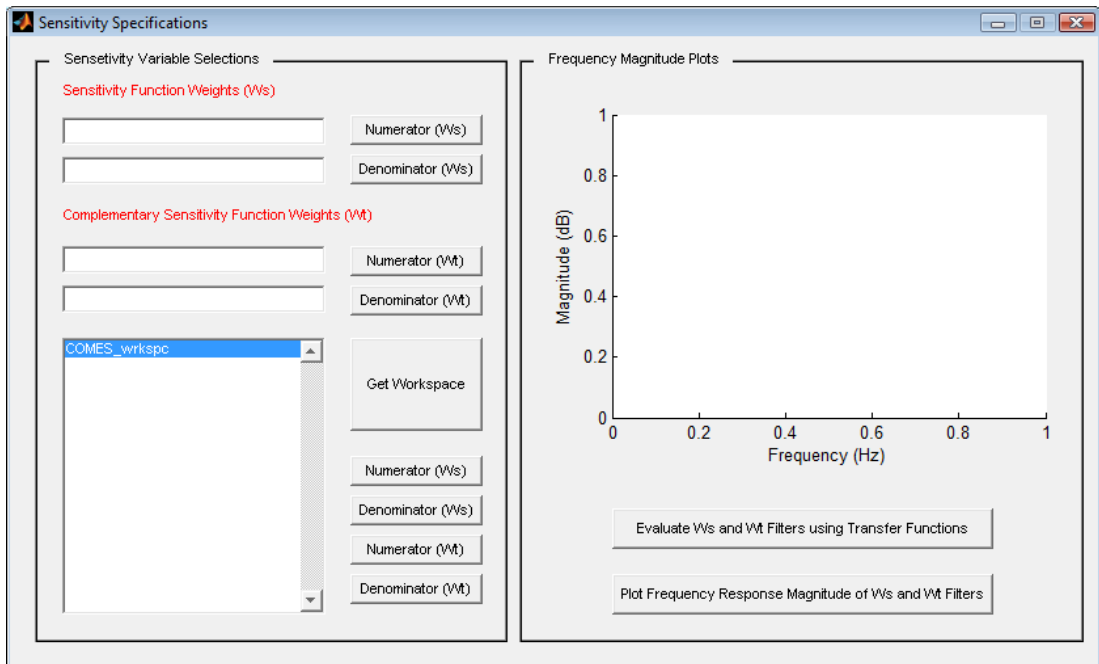 Sensitivity Specifications
Sensetivity Variable Selections
Sensitivity Function Weights (Ws)
Numerator (Ws)
Denominator (Ws)
Complementary Sensitivity Function Weights (Wt)
Numerator (Wt)
Denominator (Wt)
COMES_wrkspc
Get Workspace
Numerator (Ws)
Denominator (Ws)
Numerator (Wt)
Denominator (Wt)
Frequency Magnitude Plots
1
0.8
0.6
0.4
0.2
0
Magnitude (dB)
0 0.2 0.4 0.6 0.8 1
Frequency (Hz)
Evaluate Ws and Wt Filters using Transfer Functions
Plot Frequency Response Magnitude of Ws and Wt Filters